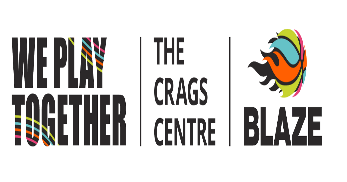 WE PLAY
TOGETHER
THE
CRAGS
CENTRE
BLAZE